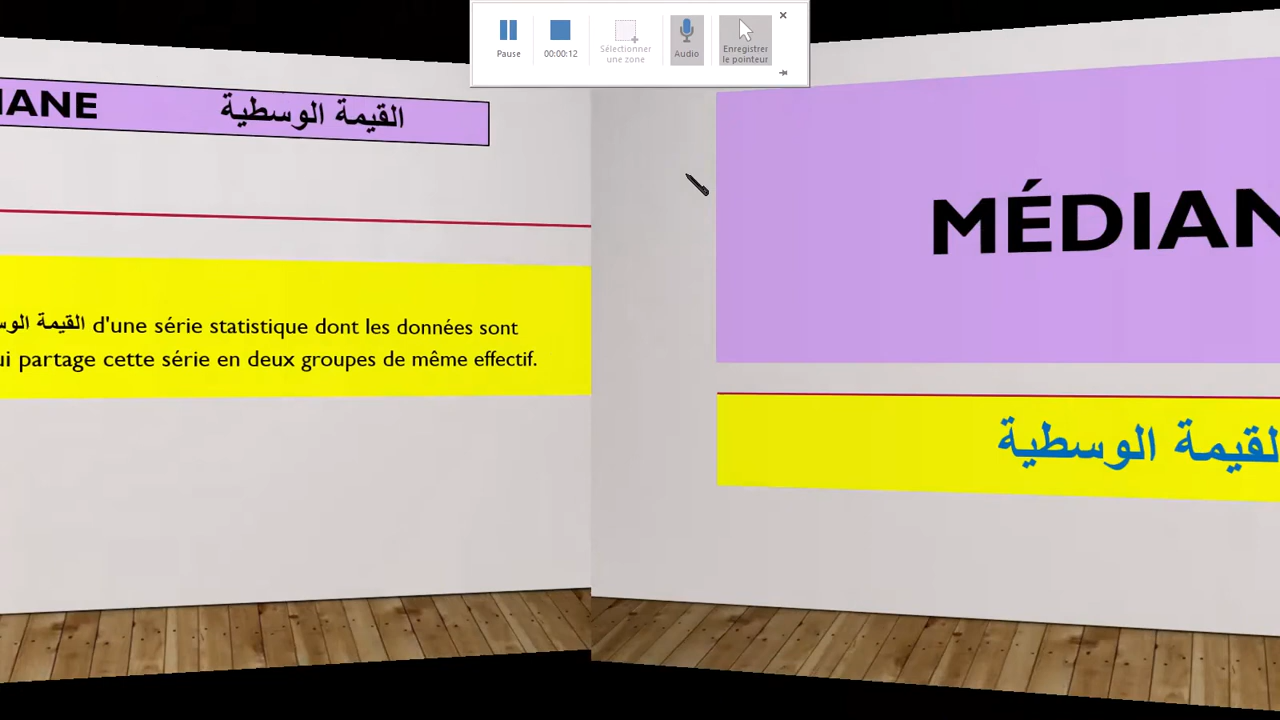 Pause
00:00:12
Sélectionner
une zone
Audio
Enregistrer
le pointeur
IANE القيمة الوسطية
القيمة d'une série statistique dont les données sont
partage cette série en deux groupes de même effectif.
MÉDIAN
القيمة الوسطية